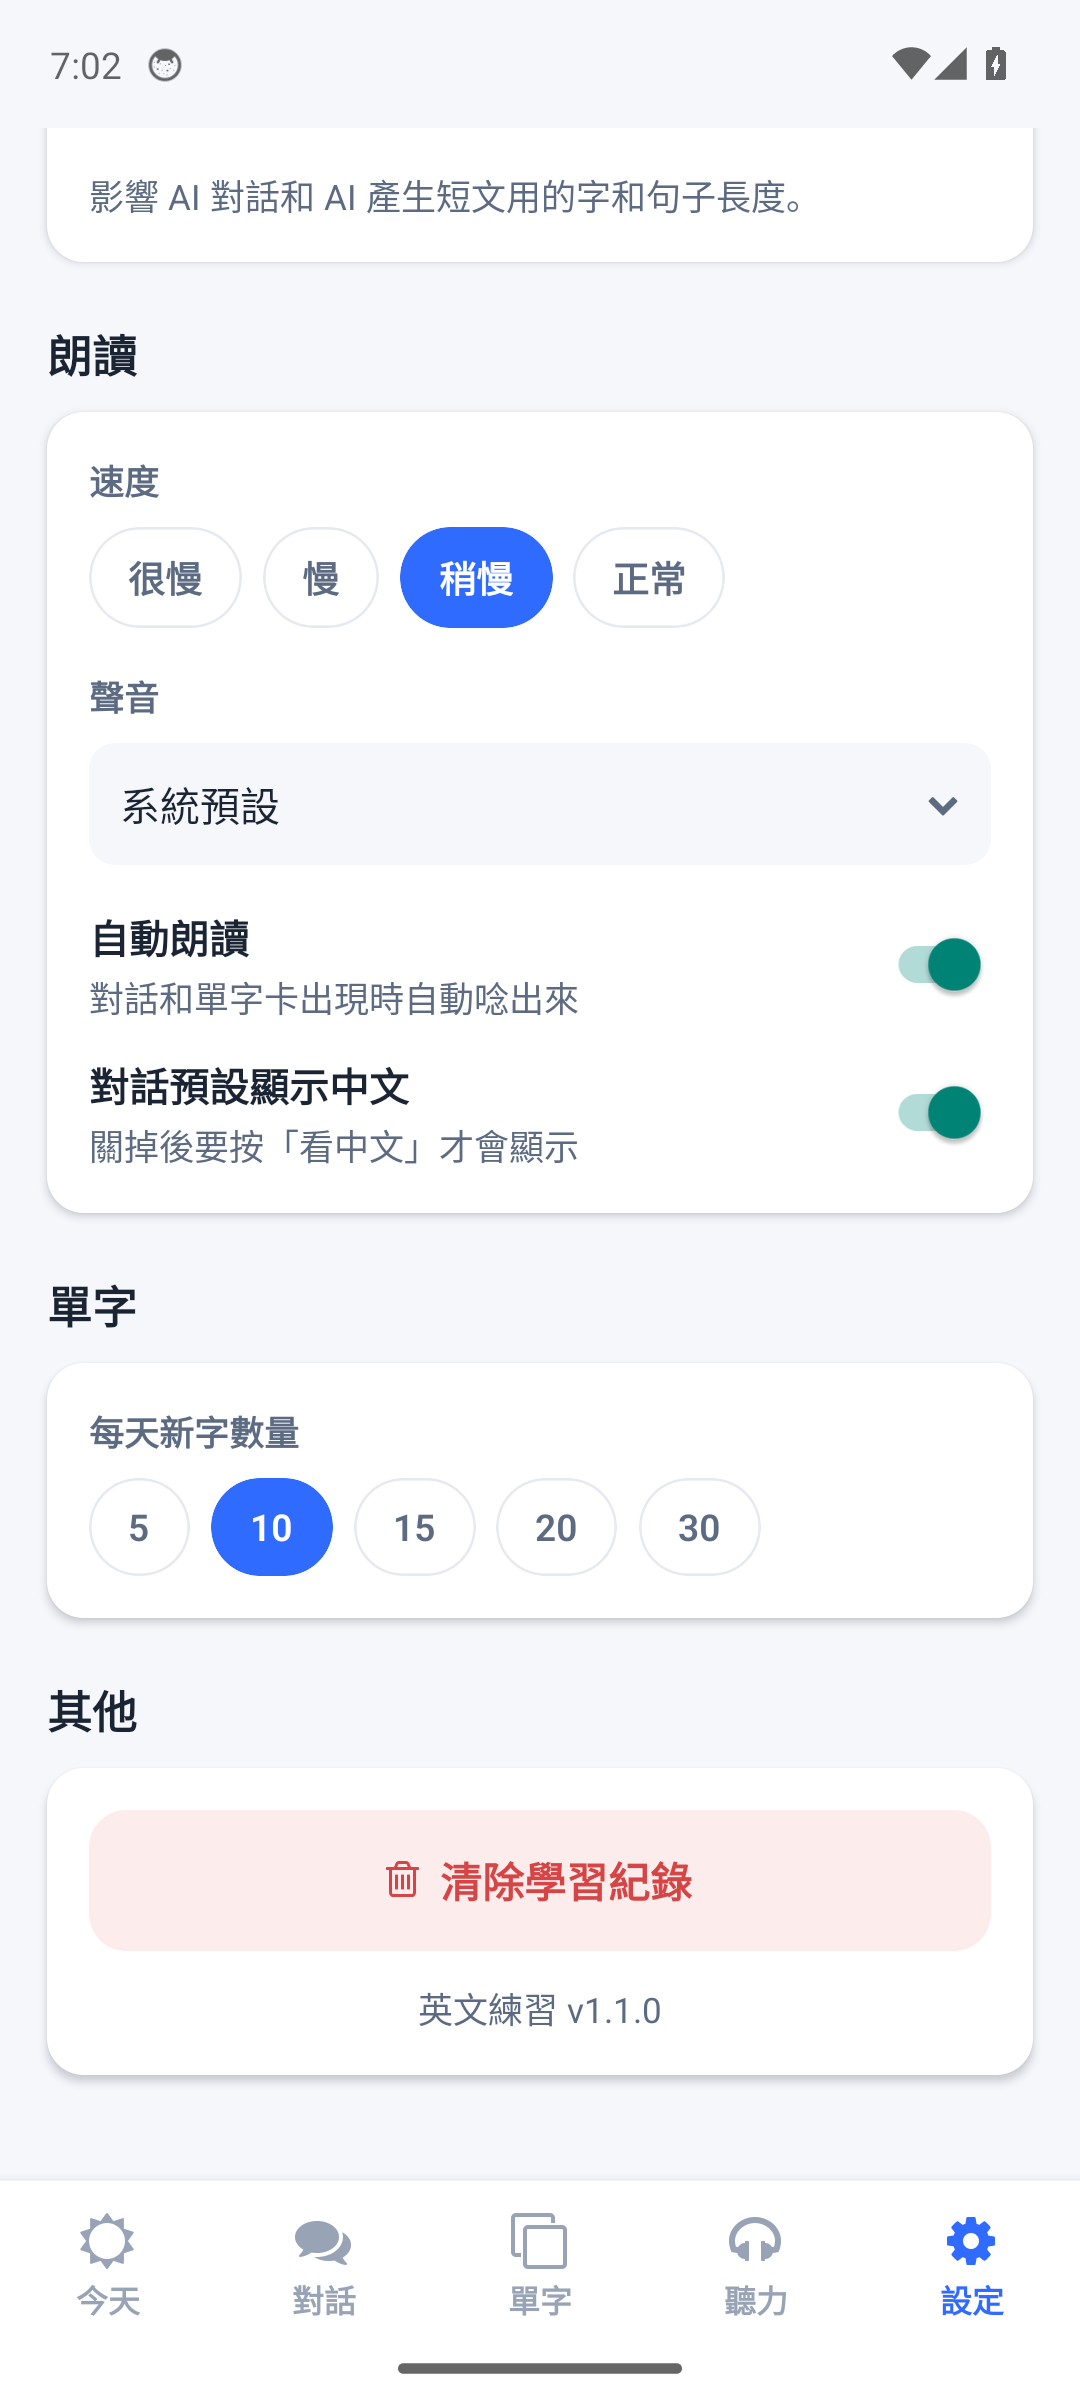 7:02
影響 AI 對話和 AI 產生短文用的字和句子長度。
朗讀
速度
很慢 慢 稍慢 正常
聲音
系統預設
自動朗讀
對話和單字卡出現時自動唸出來
對話預設顯示中文
關掉後要按「看中文」才會顯示
單字
每天新字數量
5 10 15 20 30
其他
清除學習紀錄
英文練習 v1.1.0
今天 對話 單字 聽力 設定